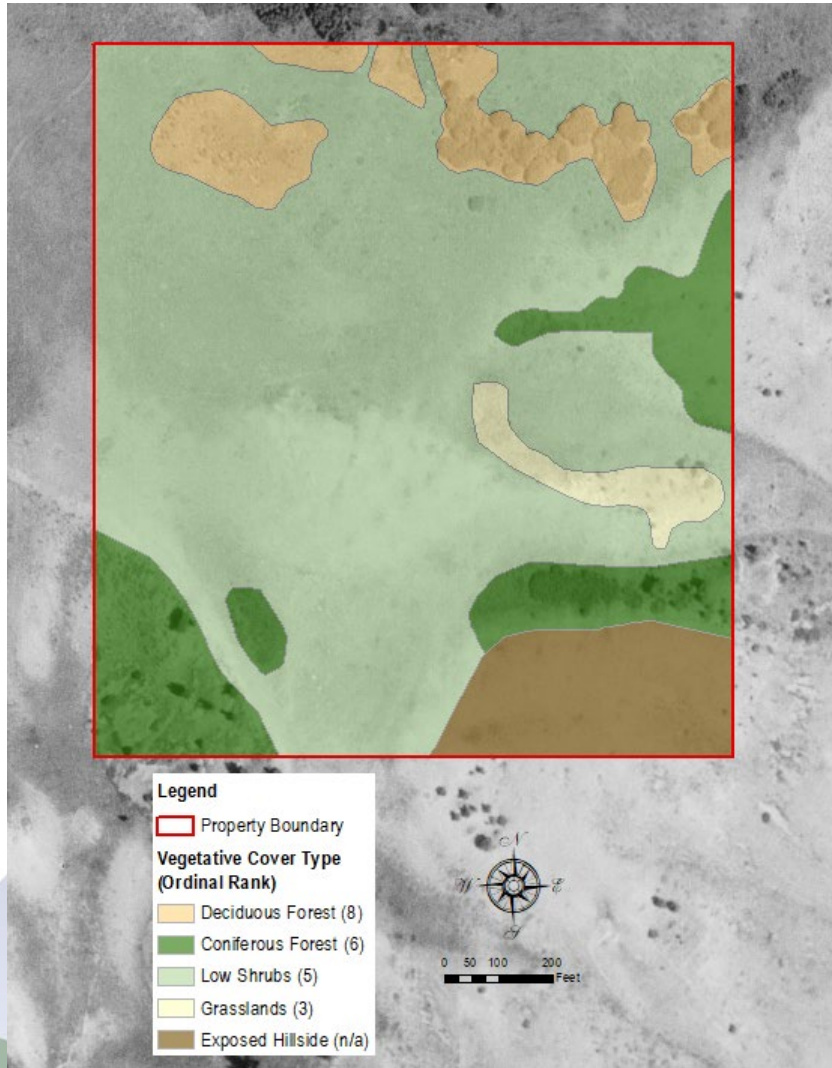 Legend
Property Boundary
Vegetative Cover Type
(Ordinal Rank)
Deciduous Forest (8)
Coniferous Forest (6)
Low Shrubs (5)
Grasslands (3)
Exposed Hillside (n/a)
N
W E
S
0 50 100 200
Feet